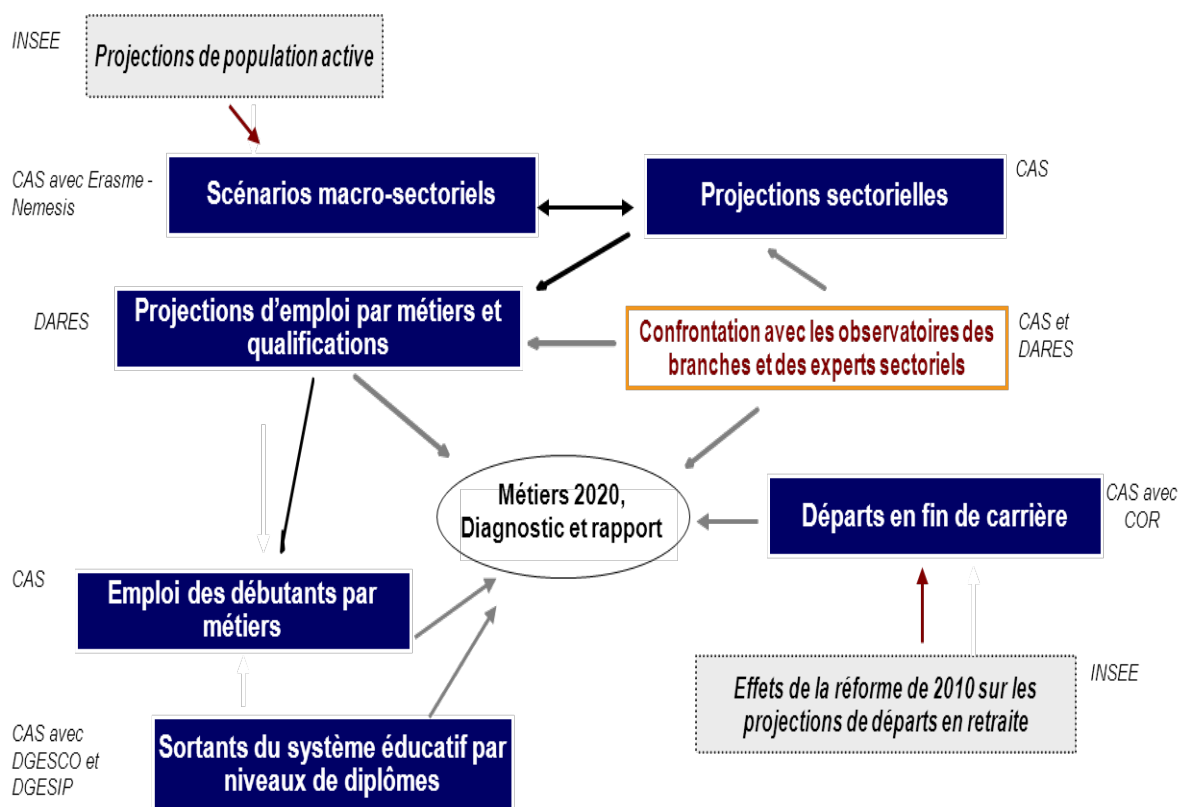 INSEE
Projections de population active
CAS avec Erasme -
Nemesis
Scénarios macro-sectoriels
Projections sectorielles
CAS
DARES
Projections d'emploi par métiers et
qualifications
Confrontation avec les observatoires des
branches et des experts sectoriels
CAS et
DARES
Métiers 2020,
Diagnostic et rapport
Départs en fin de carrière
CAS avec
COR
CAS
Emploi des débutants par
métiers
Effets de la réforme de 2010 sur les
projections de départs en retraite
INSEE
CAS avec
DGESCO et
DGESIP
Sortants du système éducatif par
niveaux de diplômes